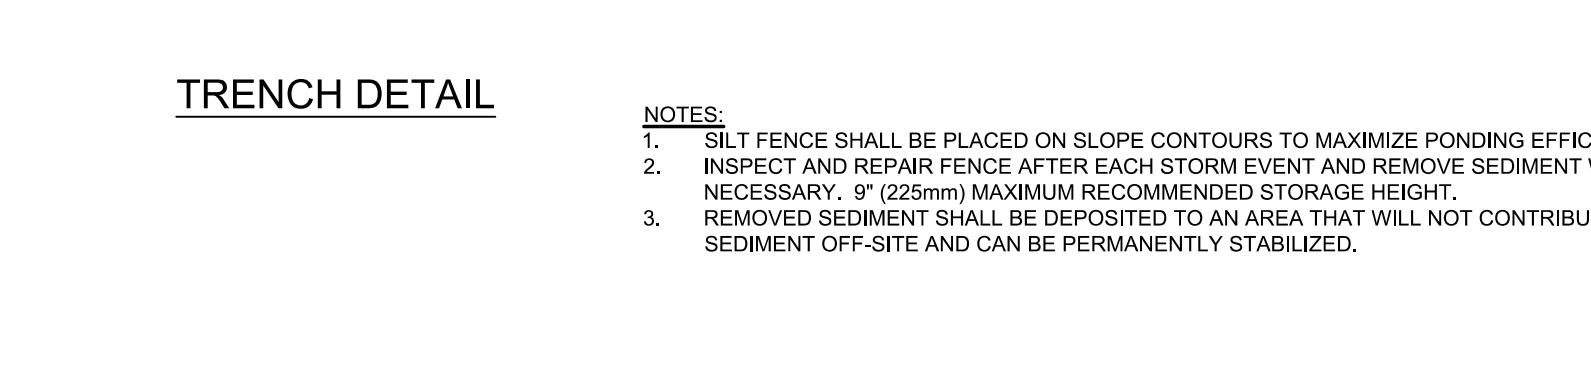 TRENCH DETAIL
NOTES:
1. SILT FENCE SHALL BE PLACED ON SLOPE CONTOURS TO MAXIMIZE PONDING
2. INSPECT AND REPAIR FENCE AFTER EACH STORM EVENT AND REMOVE SEDIMENT
NECESSARY. 9" (225mm) MAXIMUM RECOMMENDED STORAGE HEIGHT.
3. REMOVED SEDIMENT SHALL BE DEPOSITED TO AN AREA THAT WILL NOT
SEDIMENT OFF-SITE AND CAN BE PERMANENTLY STABILIZED.